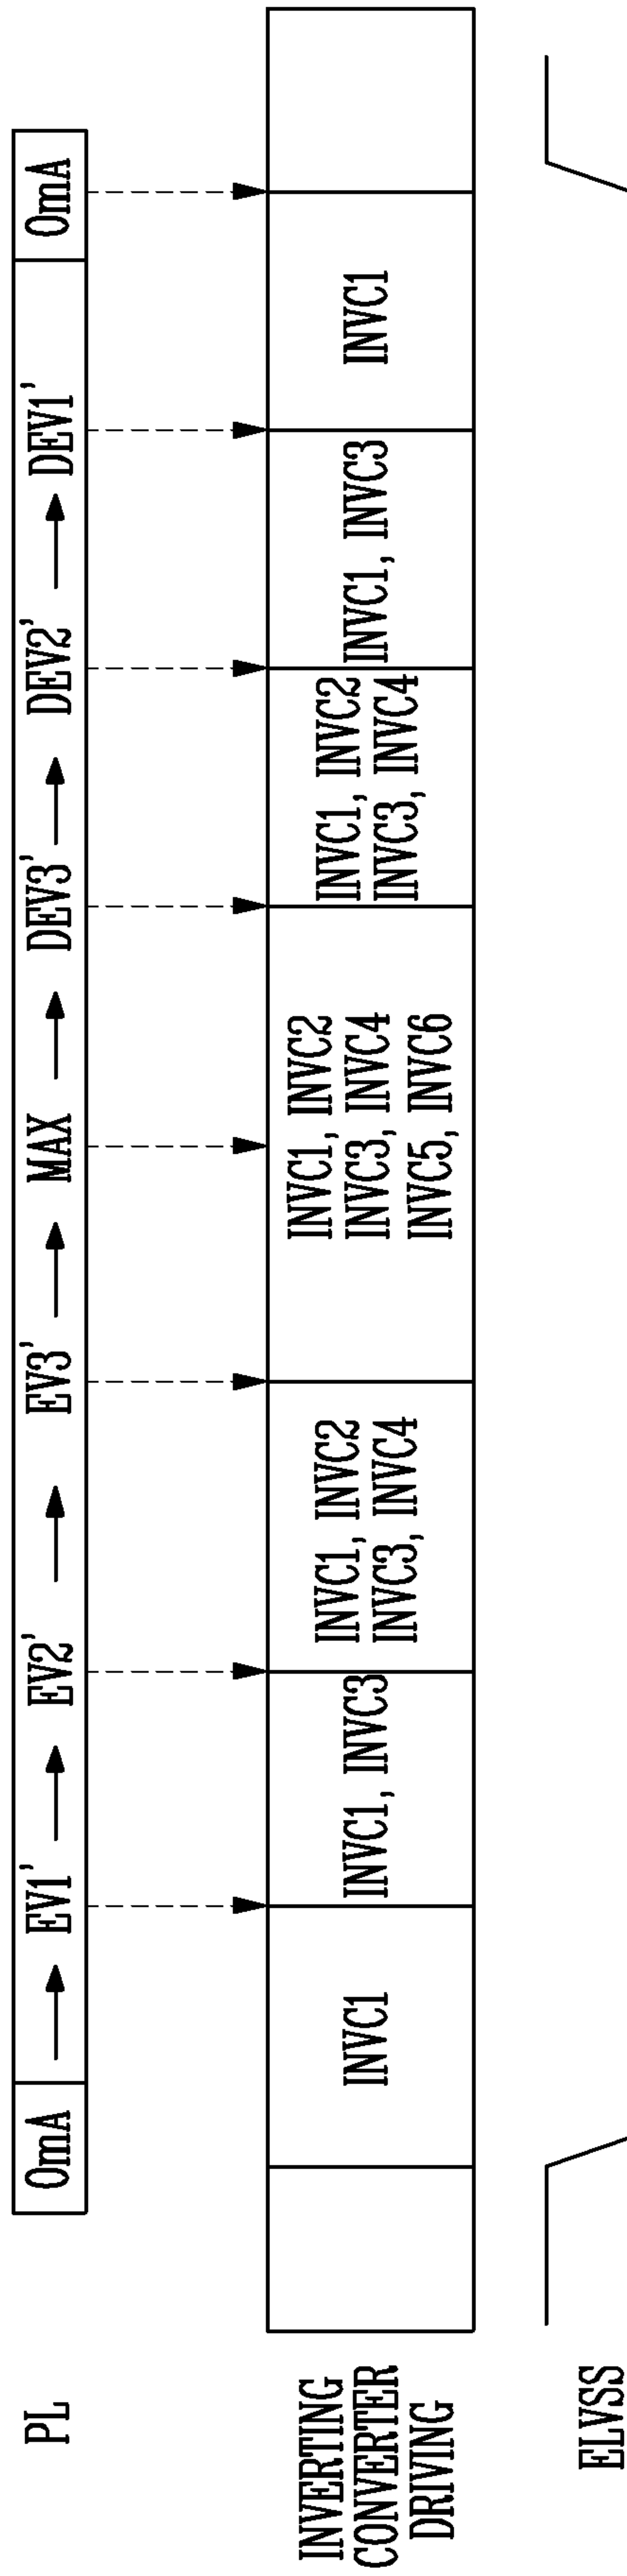 PL
0mA
EV1'
EV2'
EV3'
MAX
DEV3'
DEV2'
DEV1'
0mA
INVERTING
CONVERTER
DRIVING
INVC1
INVC1, INVC3
INVC1, INVC2
INVC3, INVC4
INVC1, INVC2
INVC3, INVC4
INVC5, INVC6
INVC1, INVC2
INVC3, INVC4
INVC1, INVC3
INVC1
ELVSS